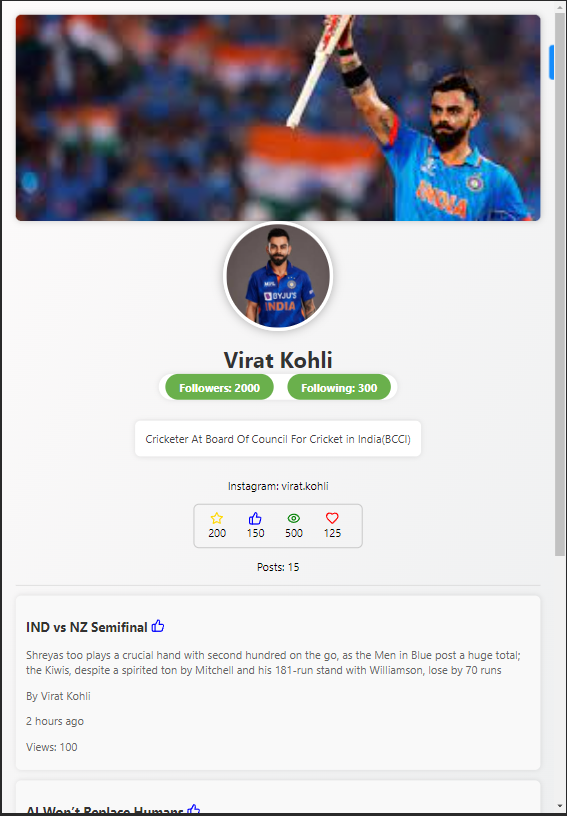 INDIA
MPL
BYJU'S
INDIA
Virat Kohli
Followers: 2000 Following: 300
Cricketer At Board Of Council For Cricket in India(BCCI)
Instagram: virat.kohli
200 150 500 125
Posts: 15
IND vs NZ Semifinal
Shreyas too plays a crucial hand with second hundred on the go, as the Men in Blue post a huge total;
the Kiwis, despite a spirited ton by Mitchell and his 181-run stand with Williamson, lose by 70 runs
By Virat Kohli
2 hours ago
Views: 100
AI Won't Replace Humans